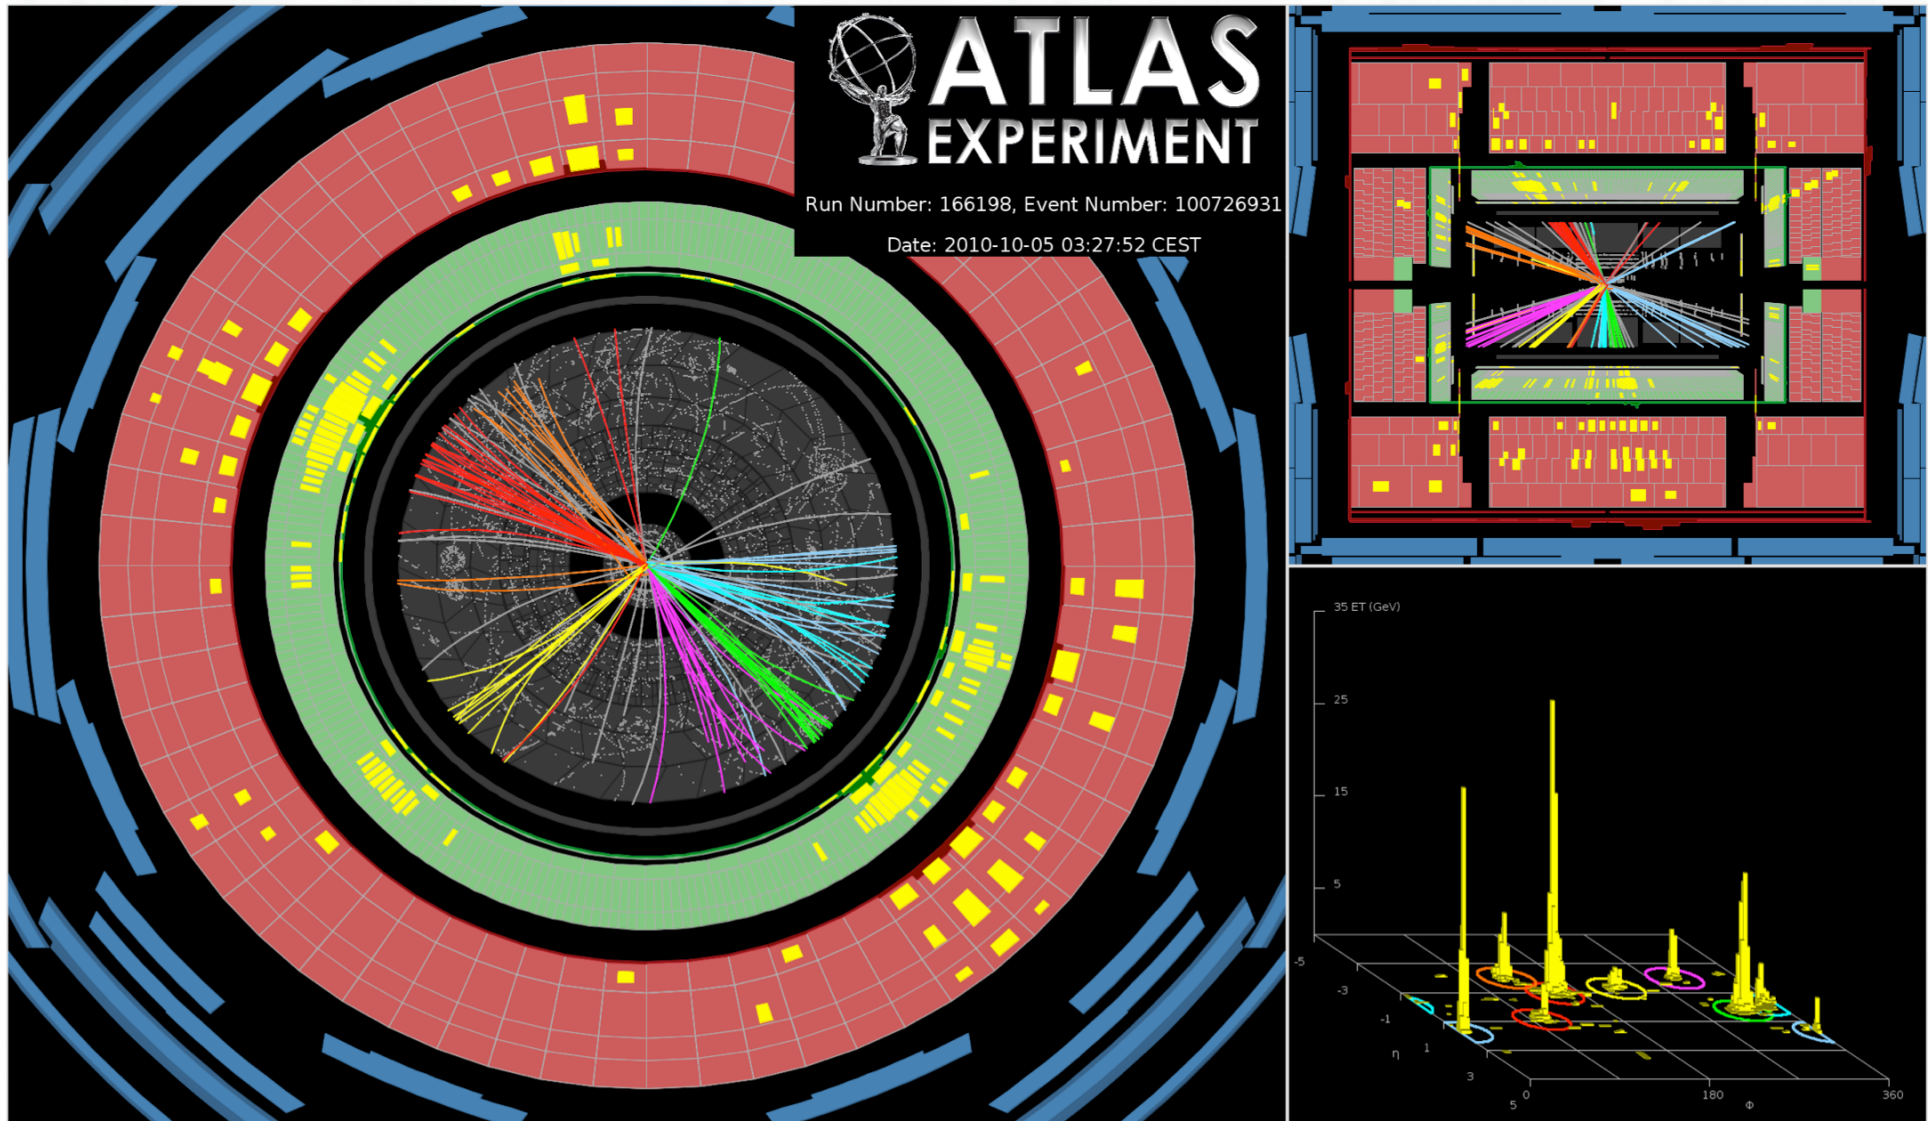 ATLAS
EXPERIMENT
Run Number: 166198, Event Number: 100726931
Date: 2010-10-05 03:27:52 CEST
35 ET (GeV)
25
15
5
-5
-3
-1
η 1
3
5 0 180 Φ 360